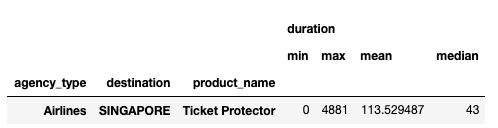 duration
min max mean median
agency_type destination product_name
Airlines SINGAPORE Ticket Protector 0 4881 113.529487 43